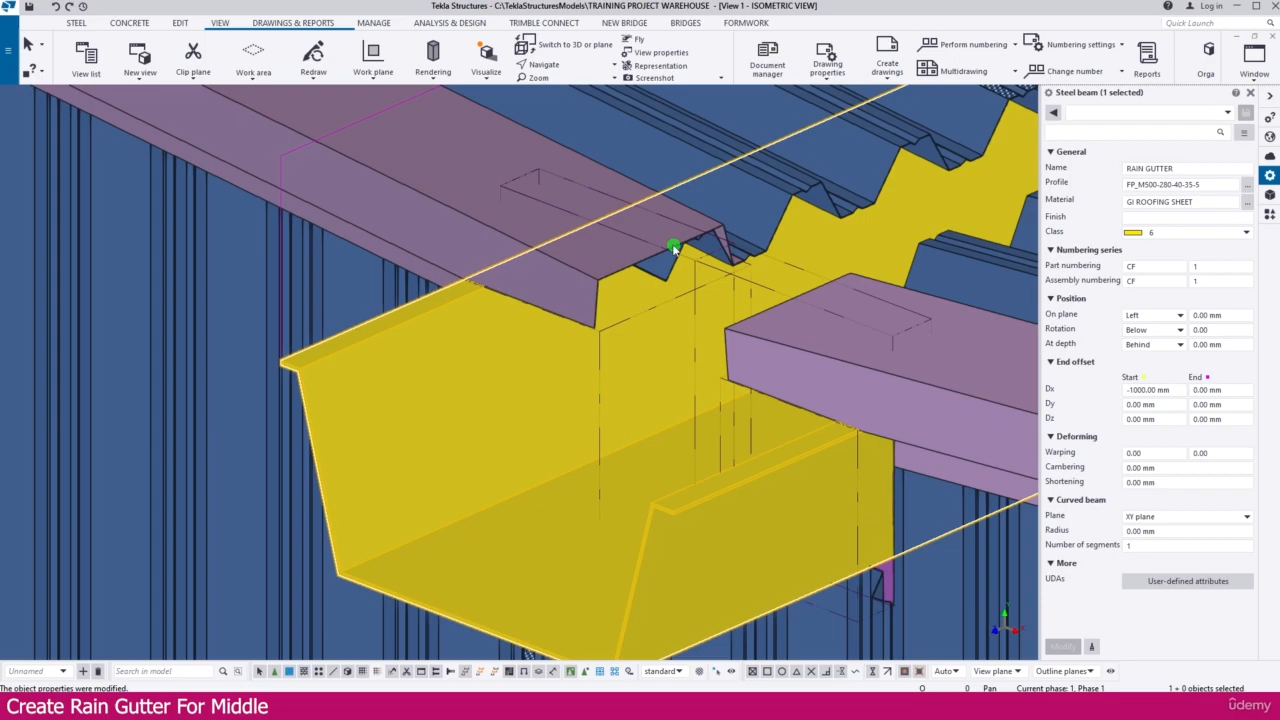 Tekla Structures - C:\TeklaStructuresModels\TRAINING PROJECT WAREHOUSE - [View 1 - ISOMETRIC VIEW]
Log in
STEEL CONCRETE EDIT VIEW DRAWINGS & REPORTS MANAGE ANALYSIS & DESIGN TRIMBLE CONNECT NEW BRIDGE BRIDGES FORMWORK
Quick Launch
View list
New view
Clip plane
Work area
Redraw
Work plane
Rendering
Visualize
Switch to 3D or plane
Navigate
Zoom
Fly
View properties
Representation
Screenshot
Document manager
Drawing properties
Create drawings
Perform numbering
Multidrawing
Numbering settings
Change number
Reports
Orga
Window
Steel beam (1 selected)
General
Name RAIN GUTTER
Profile FP_M500-280-40-35-5
Material GI ROOFING SHEET
Finish
Class 6
Numbering series
Part numbering CF 1
Assembly numbering CF 1
Position
On plane Left 0.00 mm
Rotation Below 0.00
At depth Behind 0.00 mm
End offset
Start End
Dx -1000.00 mm 0.00 mm
Dy 0.00 mm 0.00 mm
Dz 0.00 mm 0.00 mm
Deforming
Warping 0.00 0.00
Cambering 0.00 mm
Shortening 0.00 mm
Curved beam
Plane XY plane
Radius 0.00 mm
Number of segments 1
More
UDAs User-defined attributes
Modify
Unnamed Search in model standard Auto View plane Outline planes
The object properties were modified. O 0 Pan Current phase: 1, Phase 1 1 + 0 objects selected
Create Rain Gutter For Middle
udemy